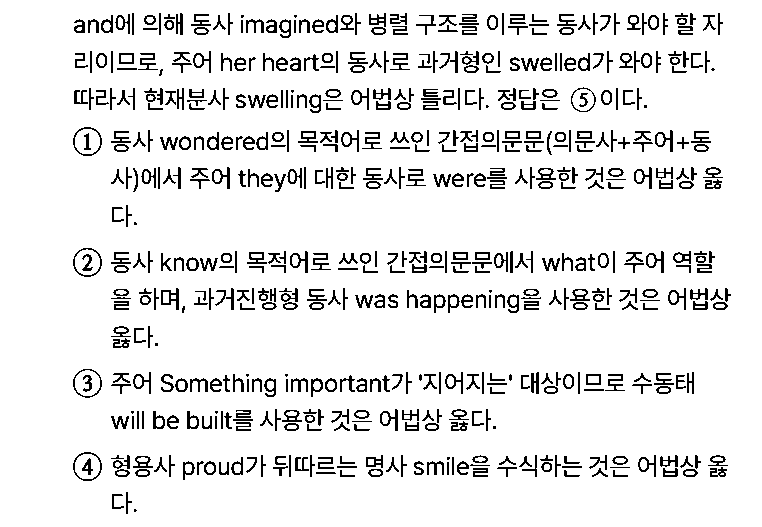 and에 의해 동사 imagined와 병렬 구조를 이루는 동사가 와야 할 자
리이므로, 주어 her heart의 동사로 과거형인 swelled가 와야 한다.
따라서 현재분사 swelling은 어법상 틀리다. 정답은 ⑤이다.
① 동사 wondered의 목적어로 쓰인 간접의문문(의문사+주어+동
사)에서 주어 they에 대한 동사로 were를 사용한 것은 어법상 옳
다.
② 동사 know의 목적어로 쓰인 간접의문문에서 what이 주어 역할
을 하며, 과거진행형 동사 was happening을 사용한 것은 어법상
옳다.
③ 주어 Something important가 '지어지는' 대상이므로 수동태
will be built를 사용한 것은 어법상 옳다.
④ 형용사 proud가 뒤따르는 명사 smile을 수식하는 것은 어법상 옳
다.